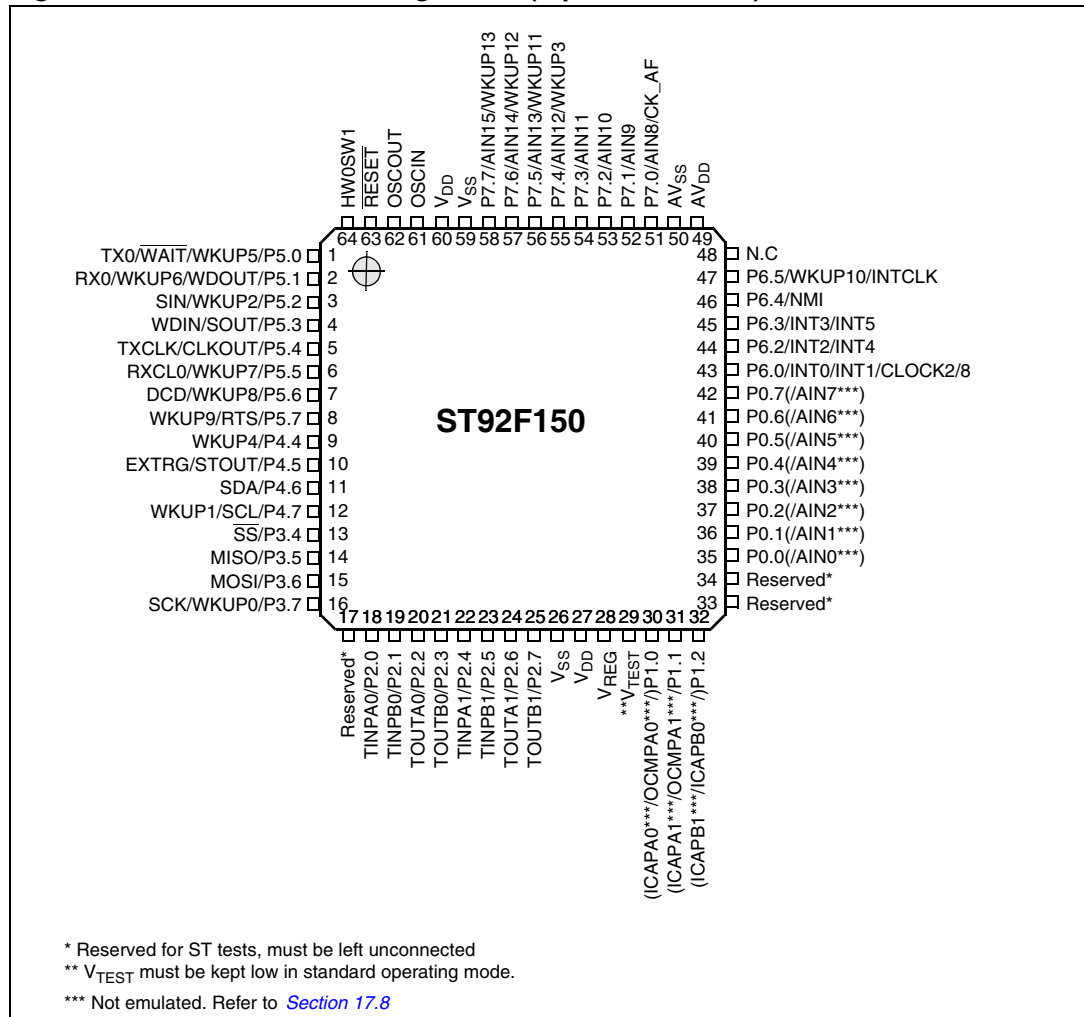 HW0SW1
RESET
OSCOUT
OSCIN
VDD
VSS
P7.7/AIN15/WKUP13
P7.6/AIN14/WKUP12
P7.5/AIN13/WKUP11
P7.4/AIN12/WKUP3
P7.3/AIN11
P7.2/AIN10
P7.1/AIN9
P7.0/AIN8/CK_AF
AVSS
AVDD
64 63 62 61 60 59 58 57 56 55 54 53 52 51 50 49
TX0/WAIT/WKUP5/P5.0 1
RX0/WKUP6/WDOUT/P5.1 2
SIN/WKUP2/P5.2 3
WDIN/SOUT/P5.3 4
TXCLK/CLKOUT/P5.4 5
RXCL0/WKUP7/P5.5 6
DCD/WKUP8/P5.6 7
WKUP9/RTS/P5.7 8
WKUP4/P4.4 9
EXTRG/STOUT/P4.5 10
SDA/P4.6 11
WKUP1/SCL/P4.7 12
SS/P3.4 13
MISO/P3.5 14
MOSI/P3.6 15
SCK/WKUP0/P3.7 16
ST92F150
48 N.C
47 P6.5/WKUP10/INTCLK
46 P6.4/NMI
45 P6.3/INT3/INT5
44 P6.2/INT2/INT4
43 P6.0/INT0/INT1/CLOCK2/8
42 P0.7(/AIN7***)
41 P0.6(/AIN6***)
40 P0.5(/AIN5***)
39 P0.4(/AIN4***)
38 P0.3(/AIN3***)
37 P0.2(/AIN2***)
36 P0.1(/AIN1***)
35 P0.0(/AIN0***)
34 Reserved*
33 Reserved*
17 18 19 20 21 22 23 24 25 26 27 28 29 30 31 32
Reserved*
TINPA0/P2.0
TINPB0/P2.1
TOUTA0/P2.2
TOUTB0/P2.3
TINPA1/P2.4
TINPB1/P2.5
TOUTA1/P2.6
TOUTB1/P2.7
VSS
VDD
VREG
**VTEST
(ICAPA0***/OCMPA0***/)P1.0
(ICAPA1***/OCMPA1***/P1.1
(ICAPB1***/ICAPB0***/)P1.2
* Reserved for ST tests, must be left unconnected
** VTEST must be kept low in standard operating mode.
*** Not emulated. Refer to Section 17.8